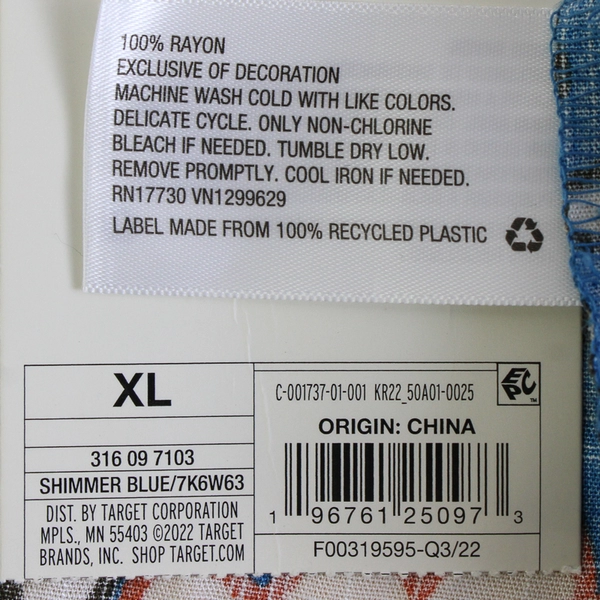 100% RAYON
EXCLUSIVE OF DECORATION
MACHINE WASH COLD WITH LIKE COLORS.
DELICATE CYCLE. ONLY NON-CHLORINE
BLEACH IF NEEDED. TUMBLE DRY LOW.
REMOVE PROMPTLY. COOL IRON IF NEEDED.
RN17730 VN1299629
LABEL MADE FROM 100% RECYCLED PLASTIC
XL
316 09 7103
SHIMMER BLUE/7K6W63
DIST. BY TARGET CORPORATION
MPLS., MN 55403 ©2022 TARGET
BRANDS, INC. SHOP TARGET.COM
C-001737-01-001 KR22_50A01-0025
EPC™
ORIGIN: CHINA
1 96761 25097 3
F00319595-Q3/22